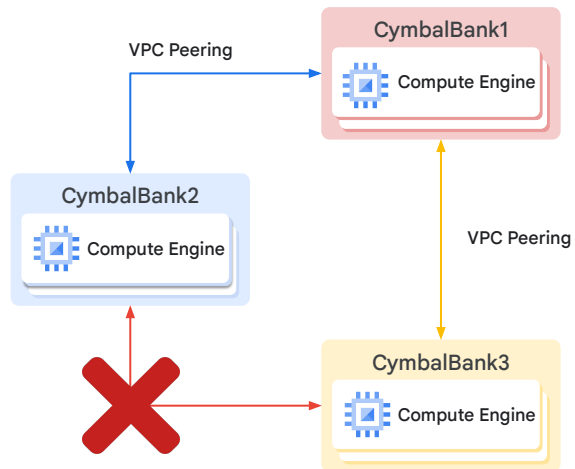 CymbalBank1
VPC Peering
Compute Engine
CymbalBank2
Compute Engine
VPC Peering
CymbalBank3
Compute Engine